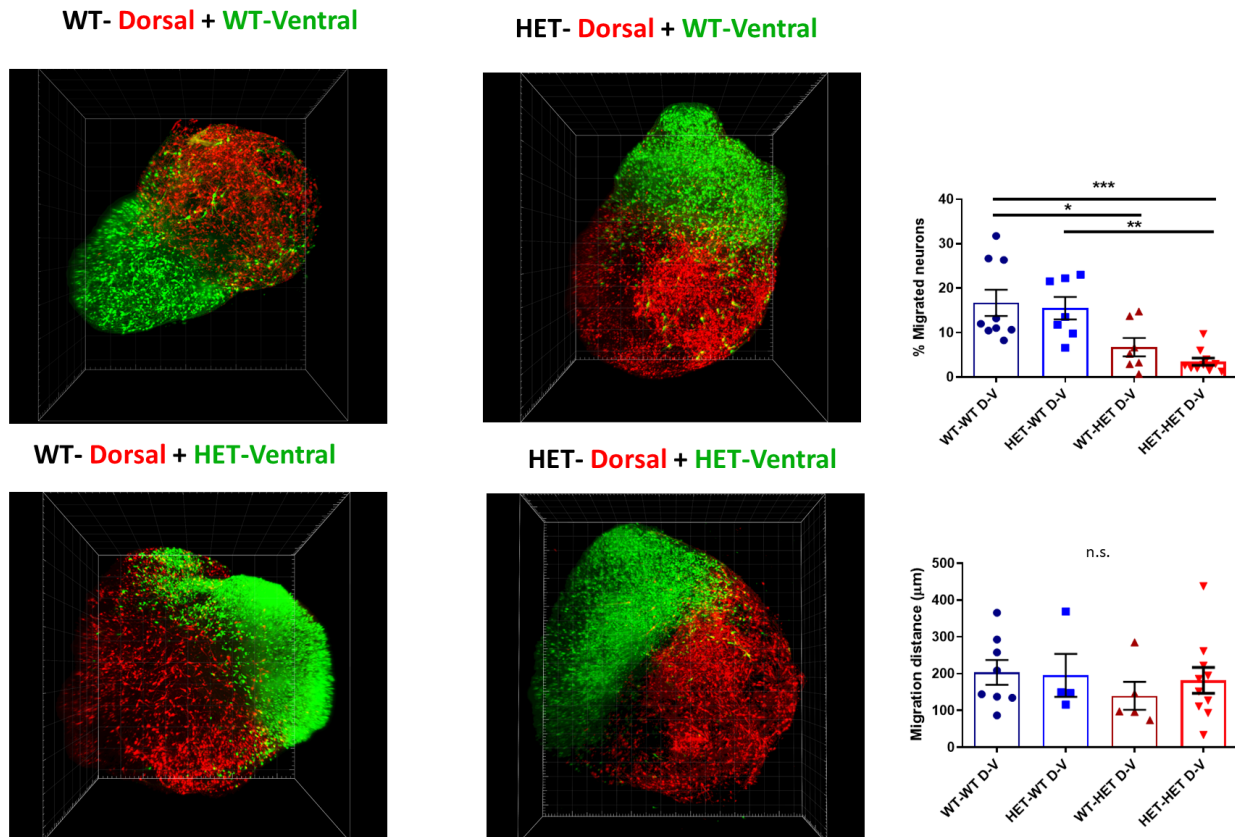 WT- Dorsal + WT-Ventral
HET- Dorsal + WT-Ventral
WT- Dorsal + HET-Ventral
HET- Dorsal + HET-Ventral
***
*
**
40
30
20
10
0
% Migrated neurons
WT-WT D-V
HET-WT D-V
WT-HET D-V
HET-HET D-V
n.s.
500
400
300
200
100
0
Migration distance (μm)
WT-WT D-V
HET-WT D-V
WT-HET D-V
HET-HET D-V